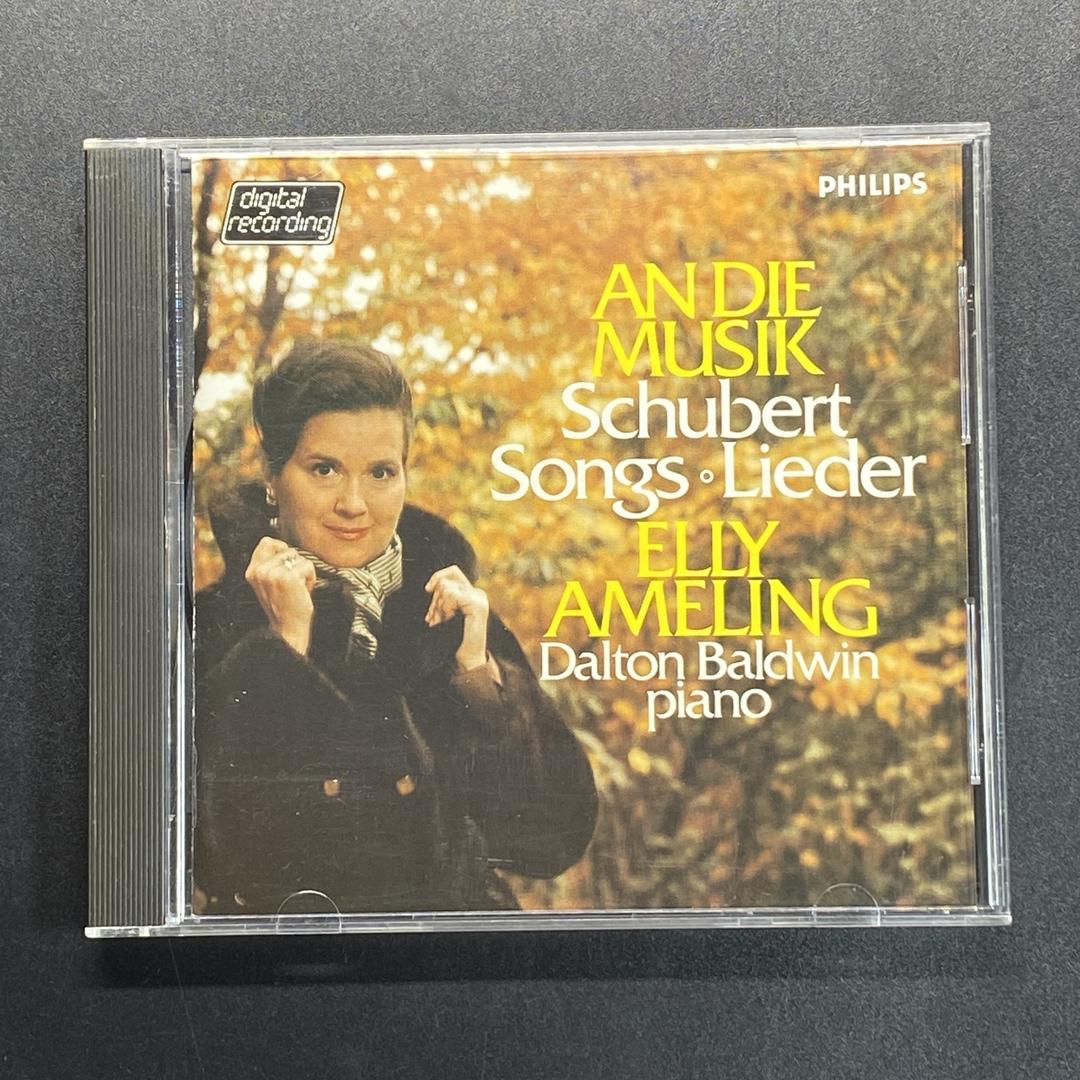 digital
recording
PHILIPS
AN DIE
MUSIK
Schubert
Songs · Lieder
ELLY
AMELING
Dalton Baldwin
piano